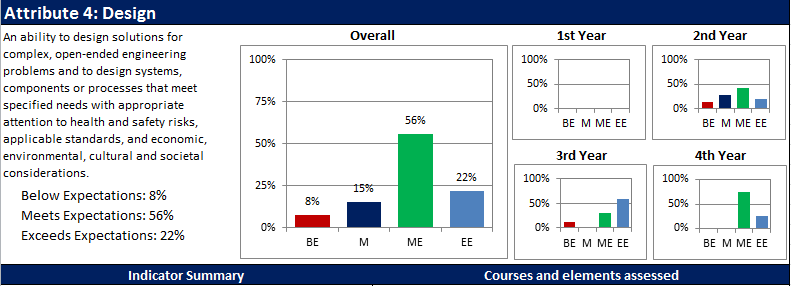 Attribute 4: Design
An ability to design solutions for
complex, open-ended engineering
problems and to design systems,
components or processes that meet
specified needs with appropriate
attention to health and safety risks,
applicable standards, and economic,
environmental, cultural and societal
considerations.
Below Expectations: 8%
Meets Expectations: 56%
Exceeds Expectations: 22%
Overall
100%
75%
50%
25%
0%
8%
15%
56%
22%
BE M ME EE
1st Year
100%
50%
0%
BE M ME EE
2nd Year
100%
50%
0%
BE M ME EE
3rd Year
100%
50%
0%
BE M ME EE
4th Year
100%
50%
0%
BE M ME EE
Indicator Summary
Courses and elements assessed